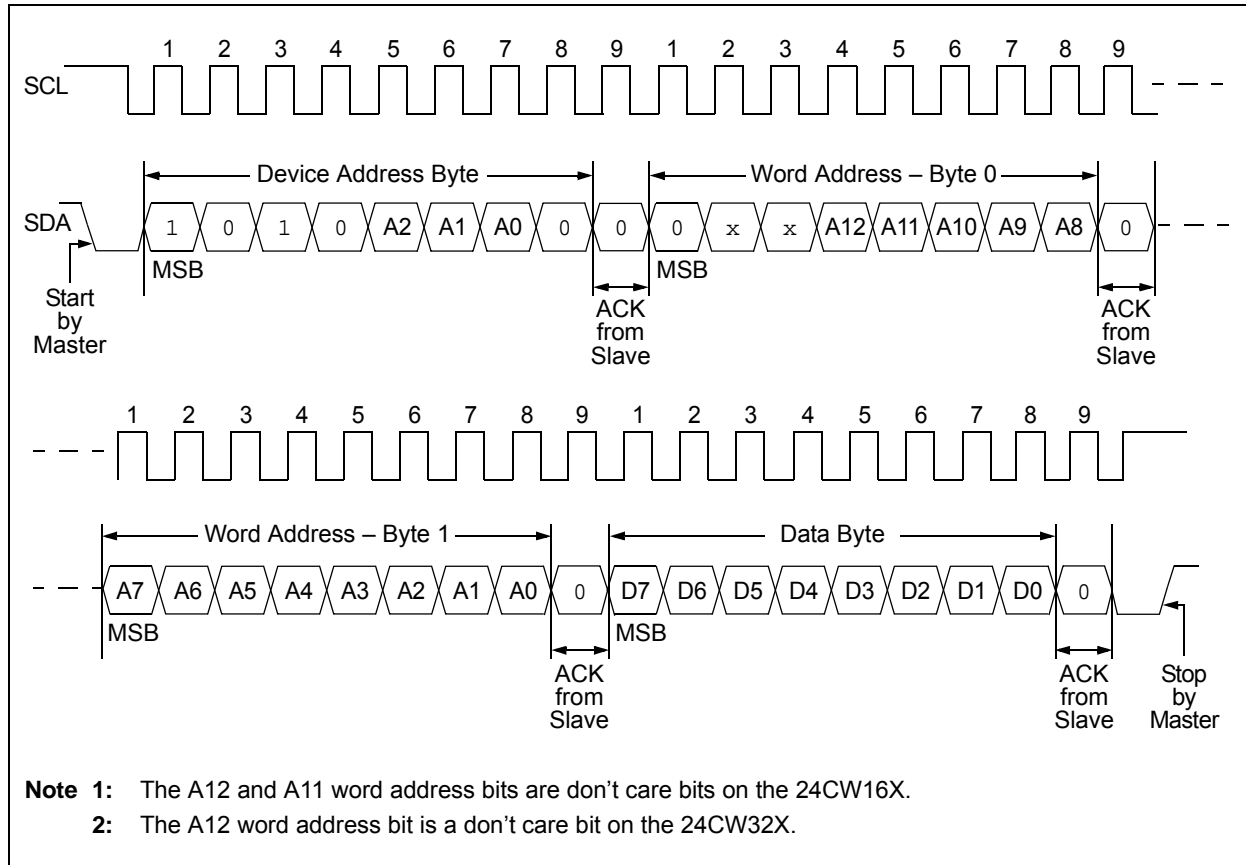 1 2 3 4 5 6 7 8 9 1 2 3 4 5 6 7 8 9
SCL
Device Address Byte Word Address – Byte 0
SDA 1 0 1 0 A2 A1 A0 0 0 0 x x A12 A11 A10 A9 A8 0
MSB MSB
Start by Master
ACK from Slave
ACK from Slave
1 2 3 4 5 6 7 8 9 1 2 3 4 5 6 7 8 9
Word Address – Byte 1 Data Byte
A7 A6 A5 A4 A3 A2 A1 A0 0 D7 D6 D5 D4 D3 D2 D1 D0 0
MSB MSB
ACK from Slave
ACK from Slave
Stop by Master
Note 1: The A12 and A11 word address bits are don’t care bits on the 24CW16X.
2: The A12 word address bit is a don’t care bit on the 24CW32X.